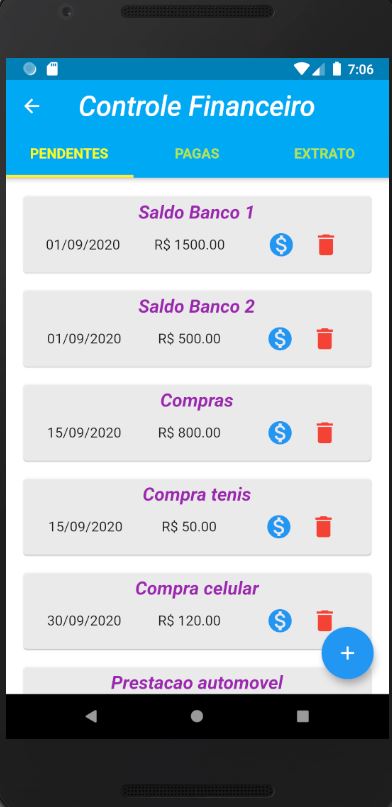 7:06
Controle Financeiro
PENDENTES PAGAS EXTRATO
Saldo Banco 1
01/09/2020 R$ 1500.00 $
Saldo Banco 2
01/09/2020 R$ 500.00 $
Compras
15/09/2020 R$ 800.00 $
Compra tenis
15/09/2020 R$ 50.00 $
Compra celular
30/09/2020 R$ 120.00 $
+
Prestacao automovel